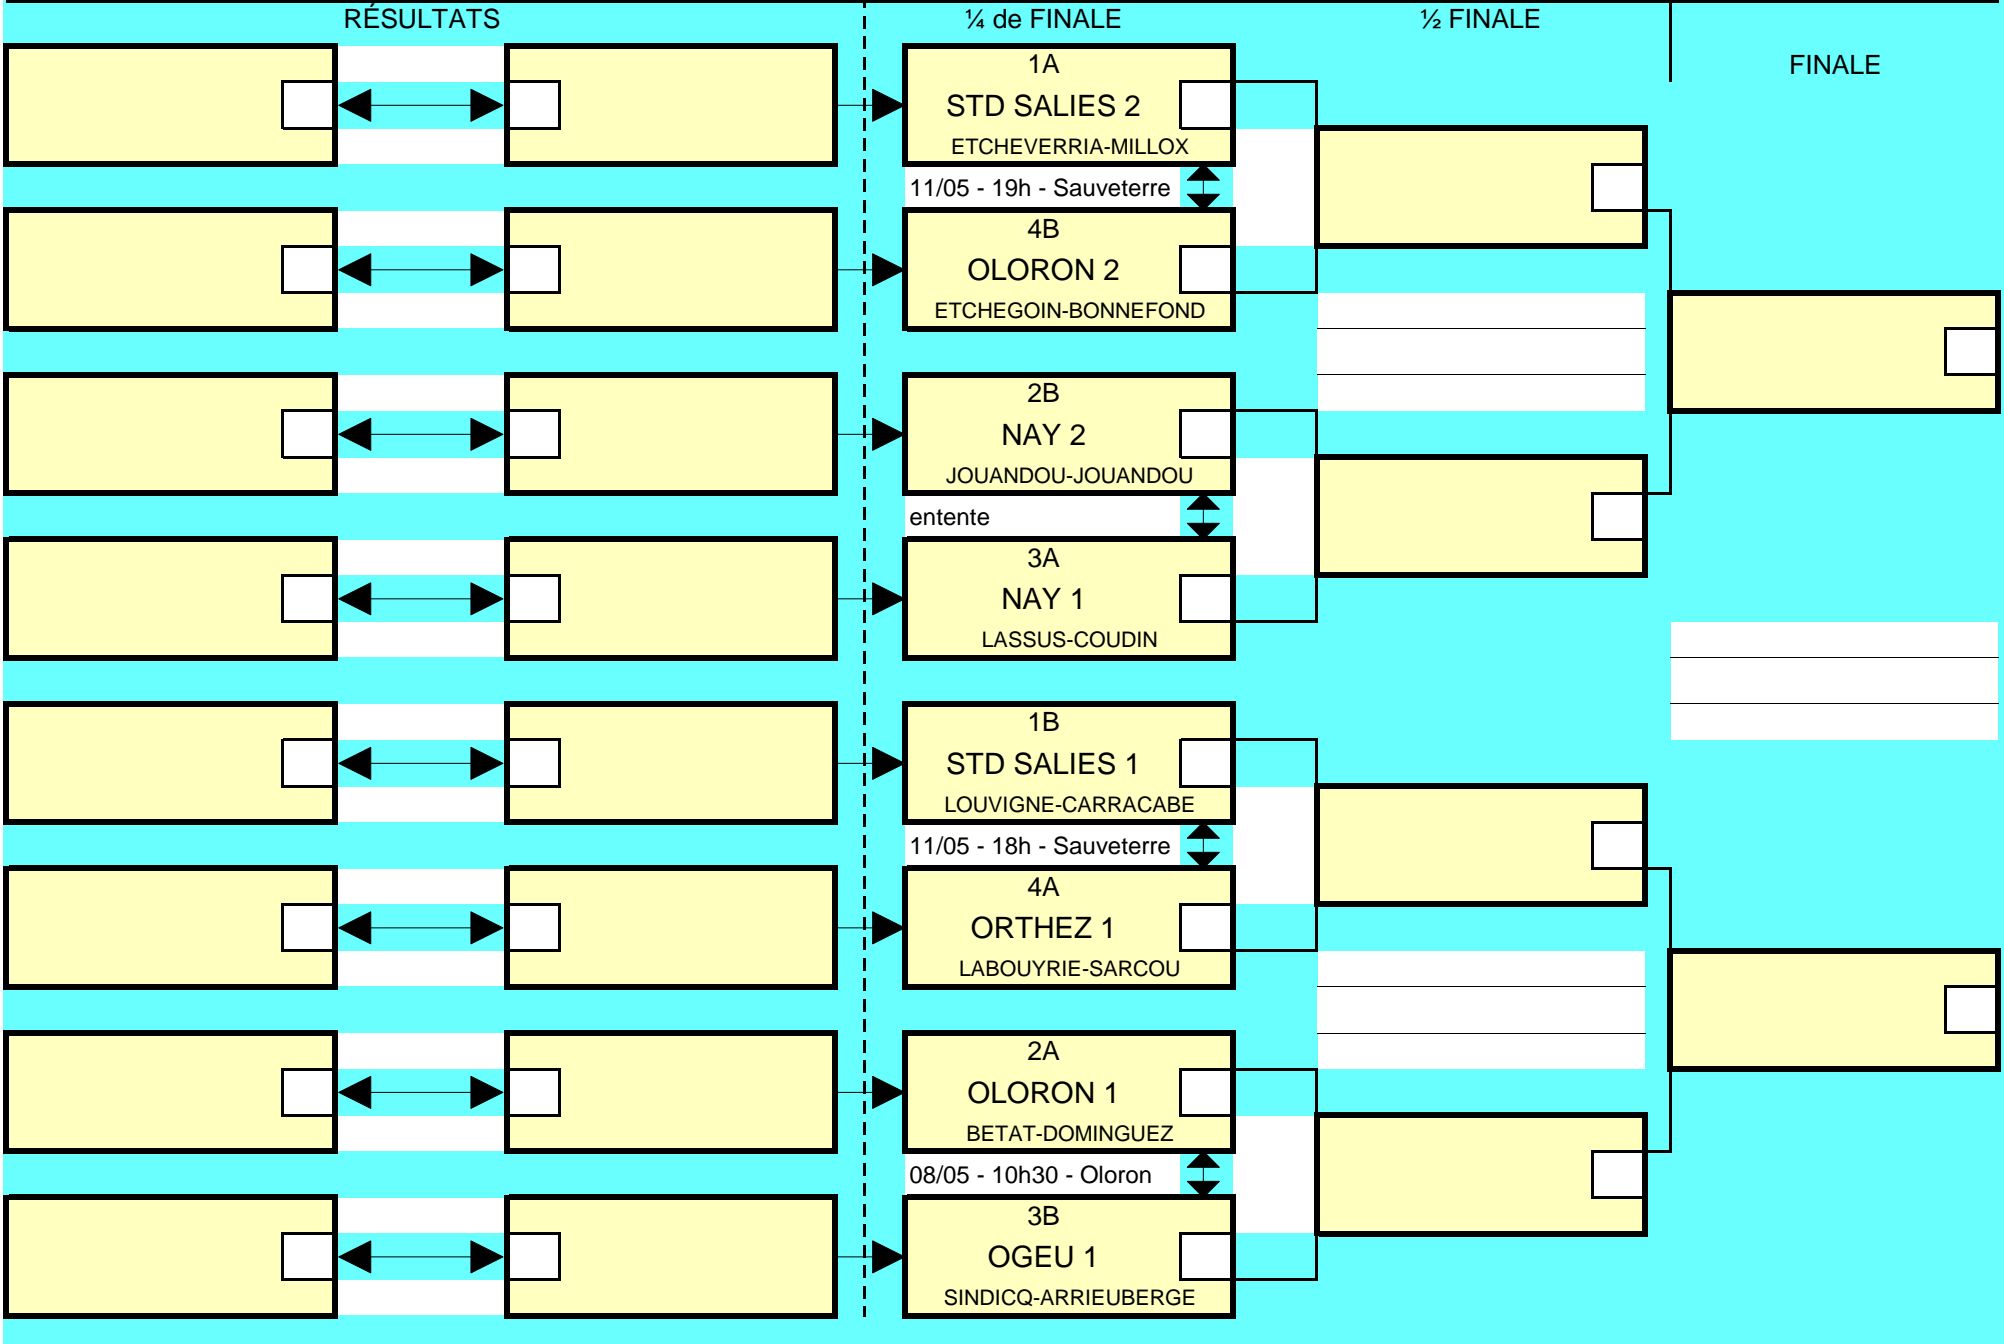 RÉSULTATS
¼ de FINALE
½ FINALE
FINALE
1A
STD SALIES 2
ETCHEVERRIA-MILLOX
11/05 - 19h - Sauveterre
4B
OLORON 2
ETCHEGOIN-BONNEFOND
2B
NAY 2
JOUANDOU-JOUANDOU
entente
3A
NAY 1
LASSUS-COUDIN
1B
STD SALIES 1
LOUVIGNE-CARRACABE
11/05 - 18h - Sauveterre
4A
ORTHEZ 1
LABOUYRIE-SARCOU
2A
OLORON 1
BETAT-DOMINGUEZ
08/05 - 10h30 - Oloron
3B
OGEU 1
SINDICQ-ARRIEUBERGE